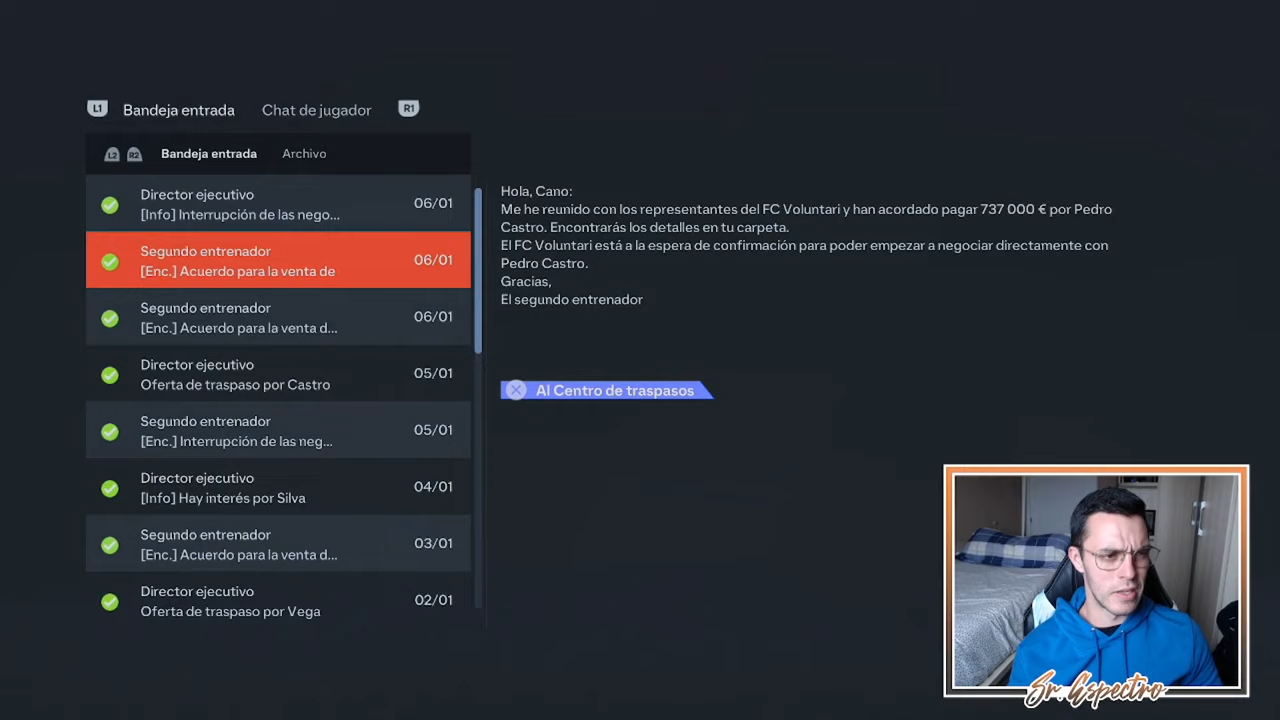 L1 Bandeja entrada Chat de jugador R1
L2 R2 Bandeja entrada Archivo
Director ejecutivo
[Info] Interrupción de las nego...
06/01
Segundo entrenador
[Enc.] Acuerdo para la venta de
06/01
Segundo entrenador
[Enc.] Acuerdo para la venta d...
06/01
Director ejecutivo
Oferta de traspaso por Castro
05/01
Segundo entrenador
[Enc.] Interrupción de las neg...
05/01
Director ejecutivo
[Info] Hay interés por Silva
04/01
Segundo entrenador
[Enc.] Acuerdo para la venta d...
03/01
Director ejecutivo
Oferta de traspaso por Vega
02/01
Hola, Cano:
Me he reunido con los representantes del FC Voluntari y han acordado pagar 737 000 € por Pedro
Castro. Encontrarás los detalles en tu carpeta.
El FC Voluntari está a la espera de confirmación para poder empezar a negociar directamente con
Pedro Castro.
Gracias,
El segundo entrenador
Al Centro de traspasos
Sr. Aspectro